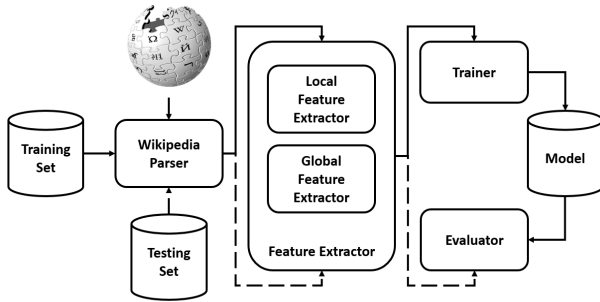 Training
Set
Wikipedia
Parser
Testing
Set
Local
Feature
Extractor
Global
Feature
Extractor
Feature Extractor
Trainer
Model
Evaluator